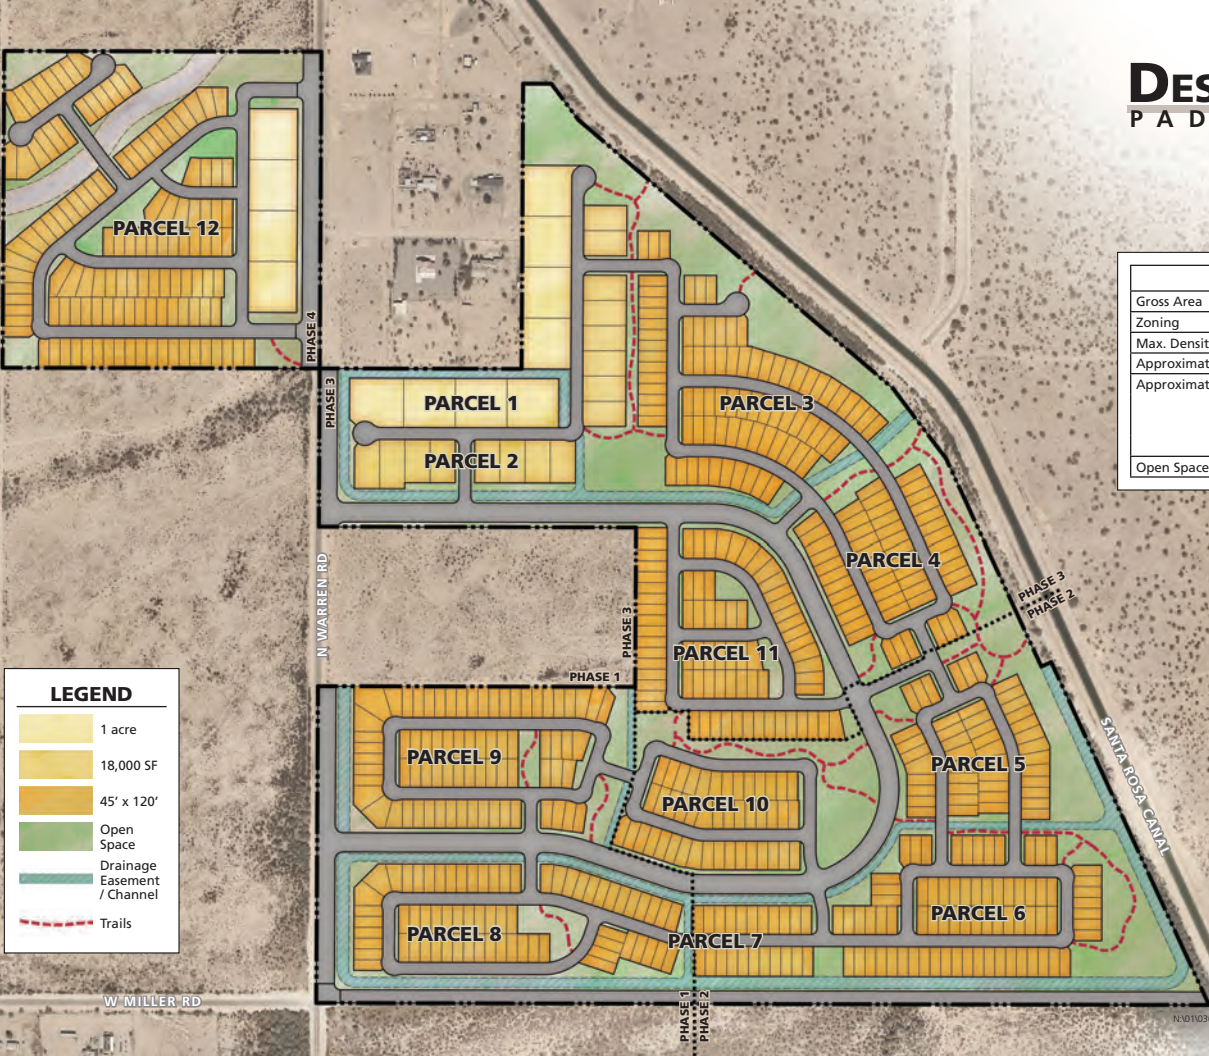 DES
PAD
Gross Area
Zoning
Max. Densit
Approximat
Approximat
Open Space
PARCEL 12
PHASE 4
PHASE 3
PARCEL 1
PARCEL 2
PARCEL 3
PARCEL 4
PHASE 3
PHASE 2
N WARREN RD
PHASE 3
PARCEL 11
PHASE 1
PARCEL 9
PARCEL 10
PARCEL 5
SANTA ROSA CANAL
PARCEL 8
PARCEL 7
PARCEL 6
W MILLER RD
PHASE 1
PHASE 2
LEGEND
1 acre
18,000 SF
45' x 120'
Open
Space
Drainage
Easement
/ Channel
Trails